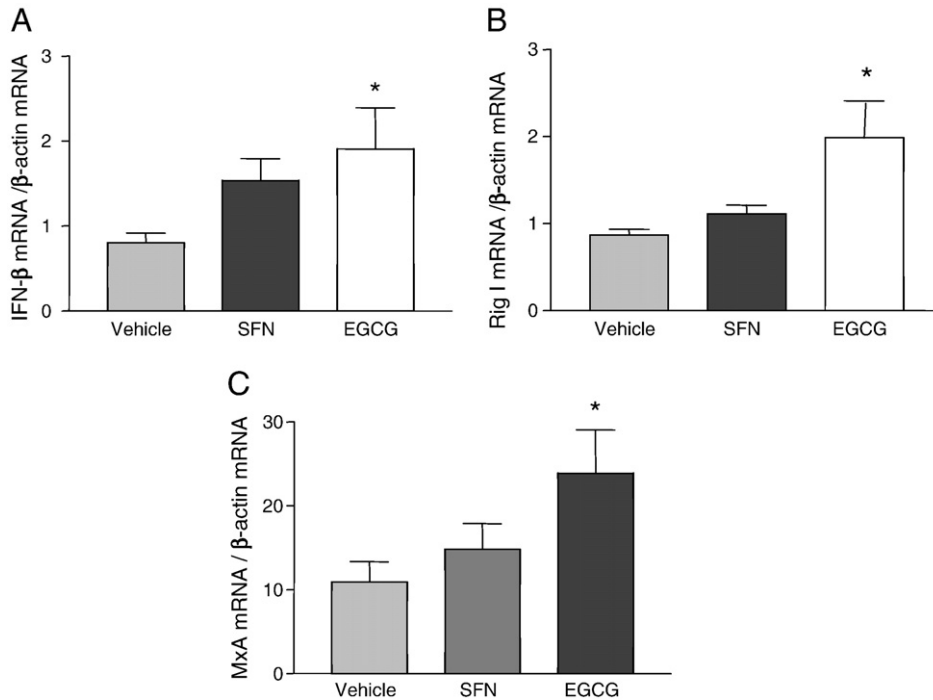 A
IFN-β mRNA /β-actin mRNA
3
2
1
0
*
Vehicle
SFN
EGCG
B
Rig I mRNA /β-actin mRNA
3
2
1
0
*
Vehicle
SFN
EGCG
C
MxA mRNA / β-actin mRNA
30
20
10
0
*
Vehicle
SFN
EGCG